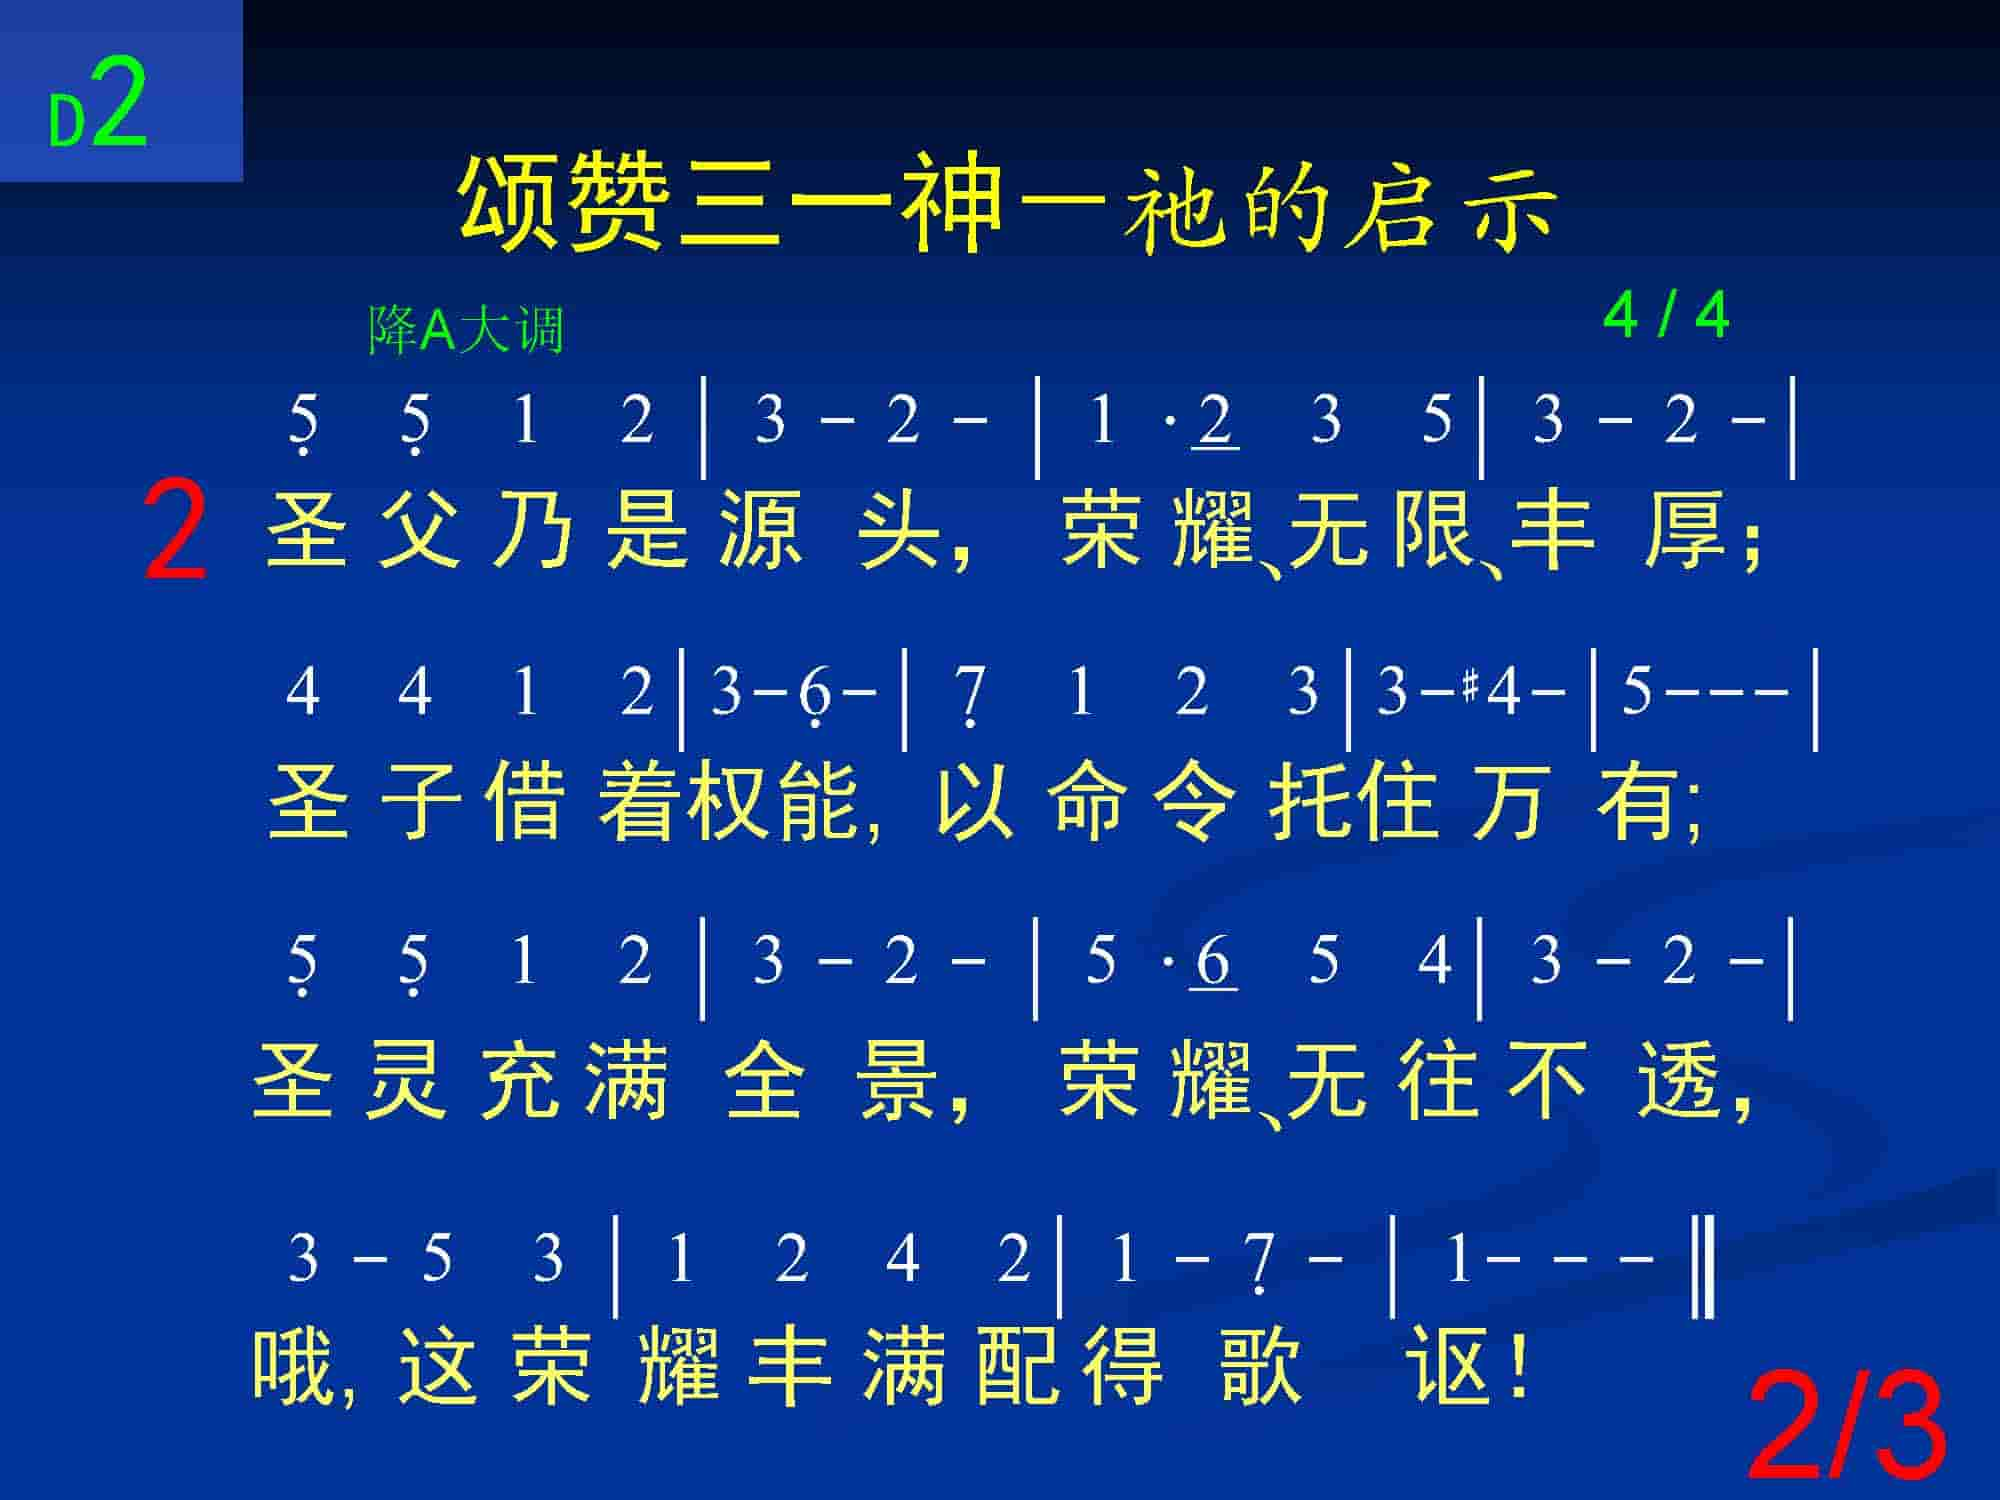 D2
颂赞三一神－祂的启示
降A大调 4 / 4
5̣ 5̣ 1 2 | 3 - 2 - | 1 · 2̲ 3 5 | 3 - 2 - |
2 圣父乃是源头，荣耀、无限、丰厚；
4 4 1 2 | 3 - 6̣ - | 7̣ 1 2 3 | 3 - #4 - | 5 - - - |
圣子借着权能，以命令托住万有；
5̣ 5̣ 1 2 | 3 - 2 - | 5 · 6̲ 5 4 | 3 - 2 - |
圣灵充满全景，荣耀、无往不透，
3 - 5 3 | 1 2 4 2 | 1 - 7̣ - | 1 - - - ‖
哦，这荣耀丰满配得歌讴！
2/3